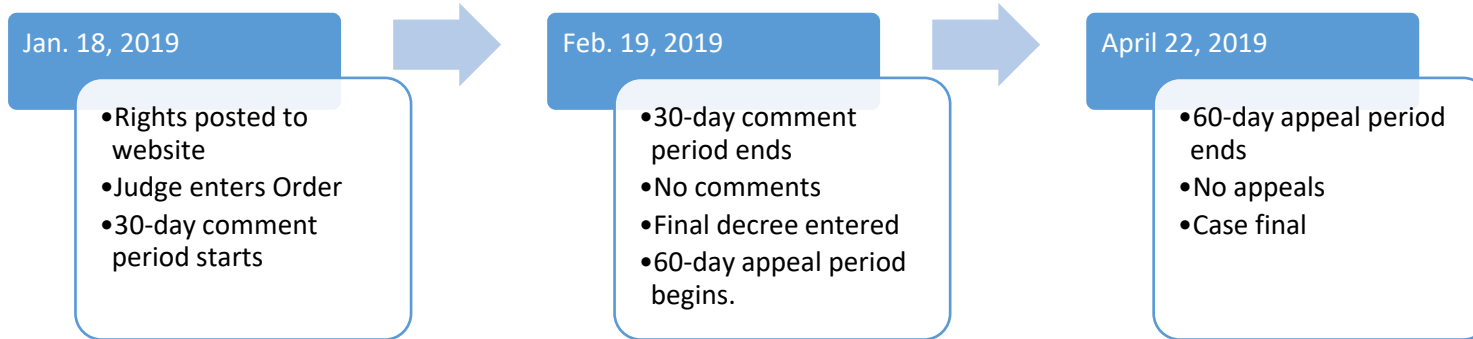 Jan. 18, 2019
•Rights posted to
website
•Judge enters Order
•30-day comment
period starts
Feb. 19, 2019
•30-day comment
period ends
•No comments
•Final decree entered
•60-day appeal period
begins.
April 22, 2019
•60-day appeal period
ends
•No appeals
•Case final